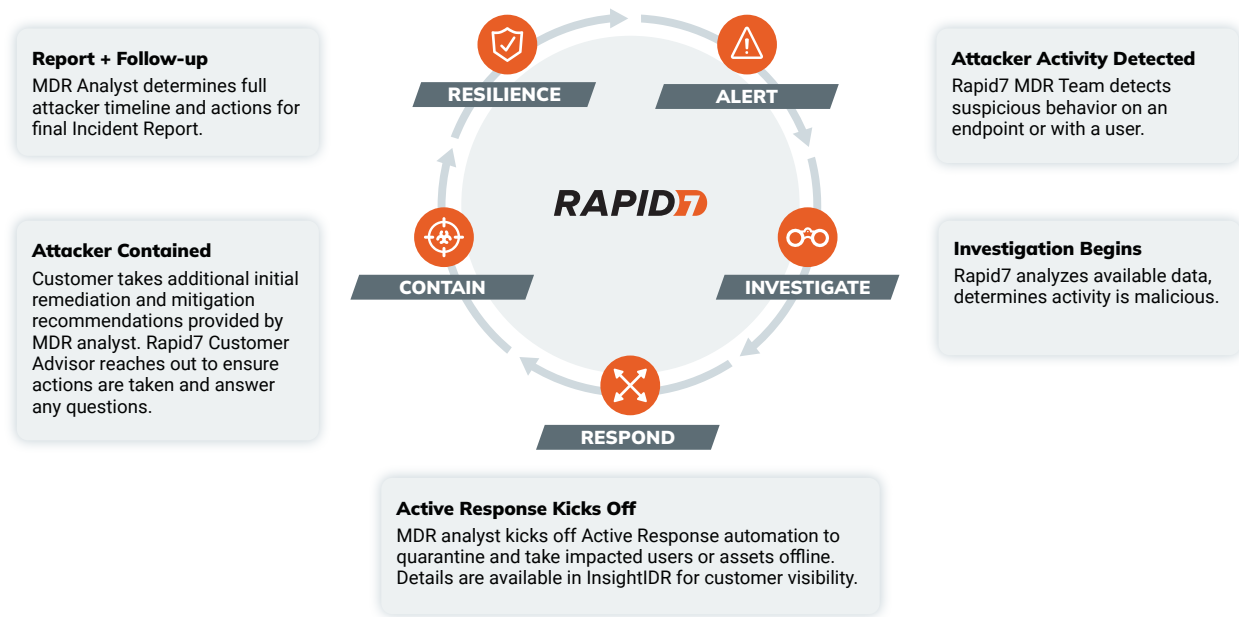 Report + Follow-up
MDR Analyst determines full
attacker timeline and actions for
final Incident Report.
RESILIENCE
ALERT
Attacker Activity Detected
Rapid7 MDR Team detects
suspicious behavior on an
endpoint or with a user.
RAPID7
Attacker Contained
Customer takes additional initial
remediation and mitigation
recommendations provided by
MDR analyst. Rapid7 Customer
Advisor reaches out to ensure
actions are taken and answer
any questions.
CONTAIN
INVESTIGATE
Investigation Begins
Rapid7 analyzes available data,
determines activity is malicious.
RESPOND
Active Response Kicks Off
MDR analyst kicks off Active Response automation to
quarantine and take impacted users or assets offline.
Details are available in InsightIDR for customer visibility.